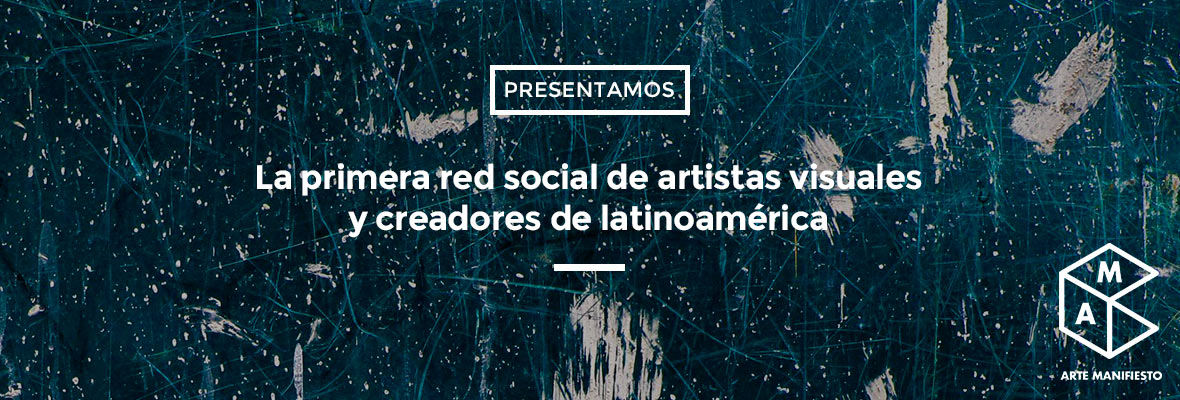 PRESENTAMOS
La primera red social de artistas visuales
y creadores de latinoamérica
M
A
ARTE MANIFIESTO